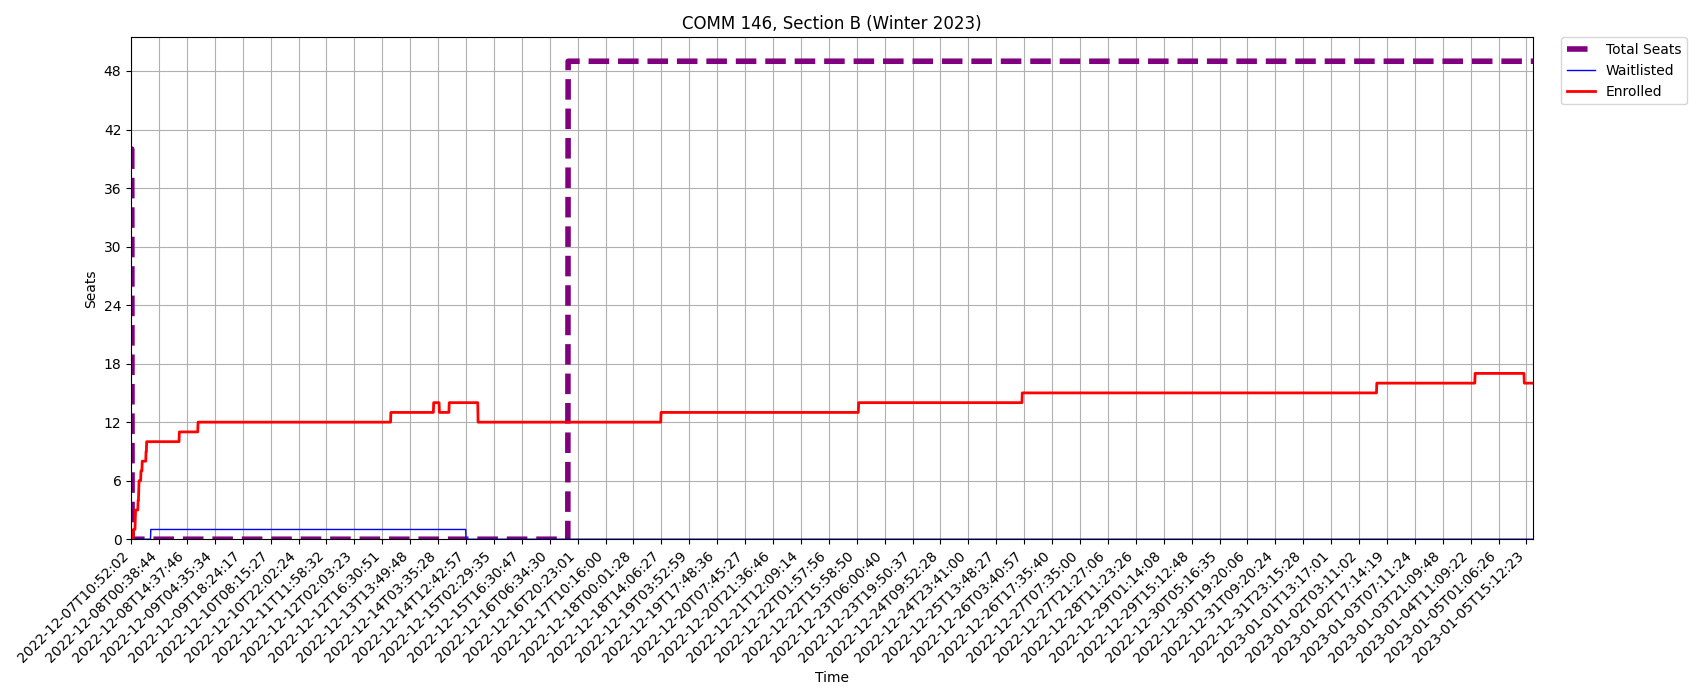 COMM 146, Section B (Winter 2023)
Total Seats
Waitlisted
Enrolled
Seats
48
42
36
30
24
18
12
6
0
2022-12-07T10:52:02
2022-12-08T00:38:44
2022-12-08T14:37:46
2022-12-09T04:35:34
2022-12-09T18:24:17
2022-12-10T08:15:27
2022-12-10T22:02:24
2022-12-11T11:58:32
2022-12-12T02:03:23
2022-12-12T16:30:51
2022-12-13T13:49:48
2022-12-14T03:35:28
2022-12-14T12:42:57
2022-12-15T02:29:35
2022-12-15T16:30:47
2022-12-16T06:34:30
2022-12-16T20:23:01
2022-12-17T10:16:00
2022-12-18T00:01:28
2022-12-18T14:06:27
2022-12-19T03:52:59
2022-12-19T17:48:36
2022-12-20T07:45:27
2022-12-20T21:36:46
2022-12-21T12:09:14
2022-12-22T01:57:56
2022-12-22T15:58:50
2022-12-23T06:00:40
2022-12-23T19:50:37
2022-12-24T09:52:28
2022-12-24T23:41:00
2022-12-25T13:48:27
2022-12-26T03:40:57
2022-12-26T17:35:40
2022-12-27T07:35:00
2022-12-27T21:27:06
2022-12-28T11:23:26
2022-12-29T01:14:08
2022-12-29T15:12:48
2022-12-30T05:16:35
2022-12-30T19:20:06
2022-12-31T09:20:24
2022-12-31T23:15:28
2023-01-01T13:17:01
2023-01-02T03:11:02
2023-01-02T17:14:19
2023-01-03T07:11:24
2023-01-03T21:09:48
2023-01-04T11:09:22
2023-01-05T01:06:26
2023-01-05T15:12:23
Time